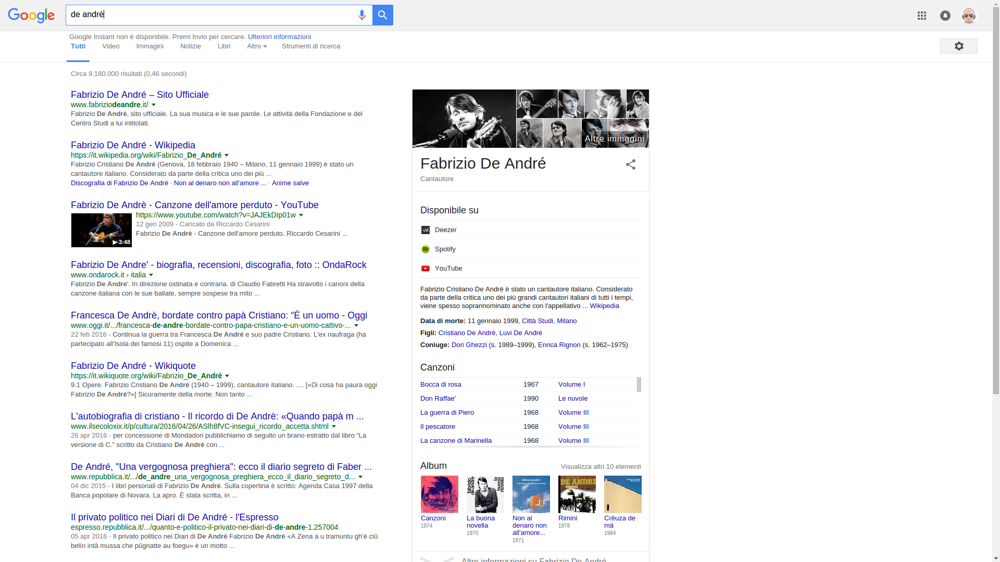 Google
de andrè
Google Instant non è disponibile. Premi Invio per cercare. Ulteriori informazioni
Tutti Video Immagini Notizie Libri Altro Strumenti di ricerca
Circa 9.180.000 risultati (0,46 secondi)
Fabrizio De André – Sito Ufficiale
www.fabriziodeandre.it/
Fabrizio De André, sito ufficiale. La sua musica e le sue parole. Le attività della Fondazione e del
Centro Studi a lui intitolati.
Fabrizio De André - Wikipedia
https://it.wikipedia.org/wiki/Fabrizio_De_André
Fabrizio Cristiano De André (Genova, 18 febbraio 1940 – Milano, 11 gennaio 1999) è stato un
cantautore italiano. Considerato da parte della critica uno dei più ...
Discografia di Fabrizio De André · Non al denaro non all'amore ... · Anime salve
Fabrizio De Andrè - Canzone dell'amore perduto - YouTube
https://www.youtube.com/watch?v=JAJEkDIp01w
12 gen 2009 - Caricato da Riccardo Cesarini
Fabrizio De Andrè - Canzone dell'amore perduto. Riccardo Cesarini ...
3:48
Fabrizio De Andre' - biografia, recensioni, discografia, foto :: OndaRock
www.ondarock.it › italia
Fabrizio De Andre'. In direzione ostinata e contraria. di Claudio Fabretti Ha stravolto i canoni della
canzone italiana con le sue ballate, sempre sospese tra mito ...
Francesca De Andrè, bordate contro papà Cristiano: “È un uomo - Oggi
www.oggi.it/.../francesca-de-andre-bordate-contro-papa-cristiano-e-un-uomo-cattivo-...
22 feb 2016 - Continua la guerra tra Francesca De Andrè e suo padre Cristiano. L'ex naufraga (ha
partecipato all'Isola dei famosi 11) ospite a Domenica ...
Fabrizio De André - Wikiquote
https://it.wikiquote.org/wiki/Fabrizio_De_André
9.1 Opere. Fabrizio Cristiano De André (1940 – 1999), cantautore italiano. .... [«Di cosa ha paura oggi
Fabrizio De André?»] Sicuramente della morte. Non tanto ...
L'autobiografia di cristiano - Il ricordo di De Andrè: «Quando papà m ...
www.ilsecoloxix.it/p/cultura/2016/04/26/ASlh8fVC-insegui_ricordo_accetta.shtml
26 apr 2016 - per concessione di Mondadori pubblichiamo di seguito un brano estratto dal libro “La
versione di C.” scritto da Cristiano De André con ...
De André, "Una vergognosa preghiera": ecco il diario segreto di Faber ...
www.repubblica.it/.../de_andre_una_vergognosa_preghiera_ecco_il_diario_segreto_d...
04 dic 2015 - I libri personali di Fabrizio De André. Sulla copertina è scritto: Agenda Casa 1997 della
Banca popolare di Novara. La apro. È stata scritta, in ...
Il privato politico nei Diari di De André - l'Espresso
espresso.repubblica.it/.../quanto-e-politico-il-privato-nei-diari-di-de-andre-1.257004
05 apr 2016 - Il privato politico nei Diari di De André Fabrizio De André «A Zena a u tramuntu gh'è ciû
belín intâ mussa che pûgnatte au foegu» è un motto ...
Altre immagini
Fabrizio De André
Cantautore
Disponibile su
Deezer
Spotify
YouTube
Fabrizio Cristiano De André è stato un cantautore italiano. Considerato
da parte della critica uno dei più grandi cantautori italiani di tutti i tempi,
viene spesso soprannominato anche con l'appellativo ... Wikipedia
Data di morte: 11 gennaio 1999, Città Studi, Milano
Figli: Cristiano De André, Luvi De André
Coniuge: Dori Ghezzi (s. 1989–1999), Enrica Rignon (s. 1962–1975)
Canzoni
Bocca di rosa 1967 Volume I
Don Raffae' 1990 Le nuvole
La guerra di Piero 1968 Volume III
Il pescatore 1968 Volume III
La canzone di Marinella 1968 Volume III
Album Visualizza altri 10 elementi
fabrizio de andré
la buona novella
fabrizio de andré
DE ANDRE
rimini
Canzoni
1974
La buona
novella
1970
Non al
denaro non
all'amore...
1971
Rimini
1978
Crêuza de
mä
1984
Altre informazioni su Fabrizio De André